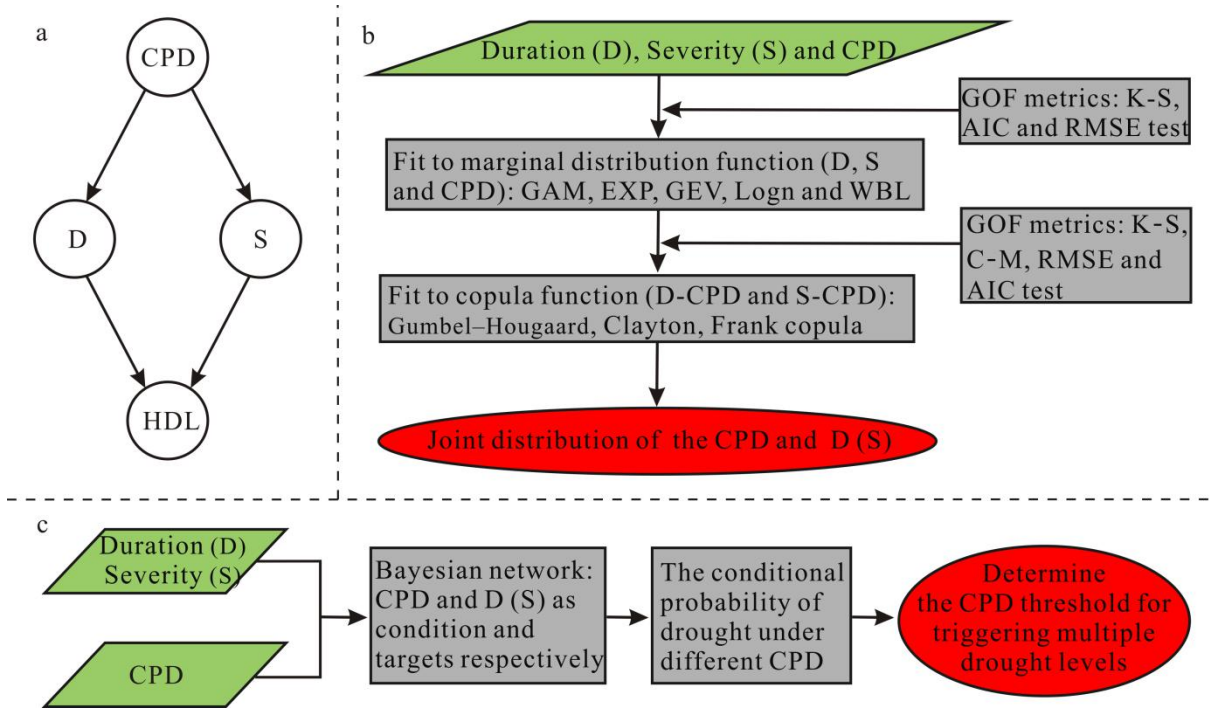 a
CPD
D
S
HDL
b
Duration (D), Severity (S) and CPD
GOF metrics: K-S,
AIC and RMSE test
Fit to marginal distribution function (D, S
and CPD): GAM, EXP, GEV, Logn and WBL
GOF metrics: K-S,
C-M, RMSE and
AIC test
Fit to copula function (D-CPD and S-CPD):
Gumbel–Hougaard, Clayton, Frank copula
Joint distribution of the CPD and D (S)
c
Duration (D)
Severity (S)
CPD
Bayesian network:
CPD and D (S) as
condition and
targets respectively
The conditional
probability of
drought under
different CPD
Determine
the CPD threshold for
triggering multiple
drought levels